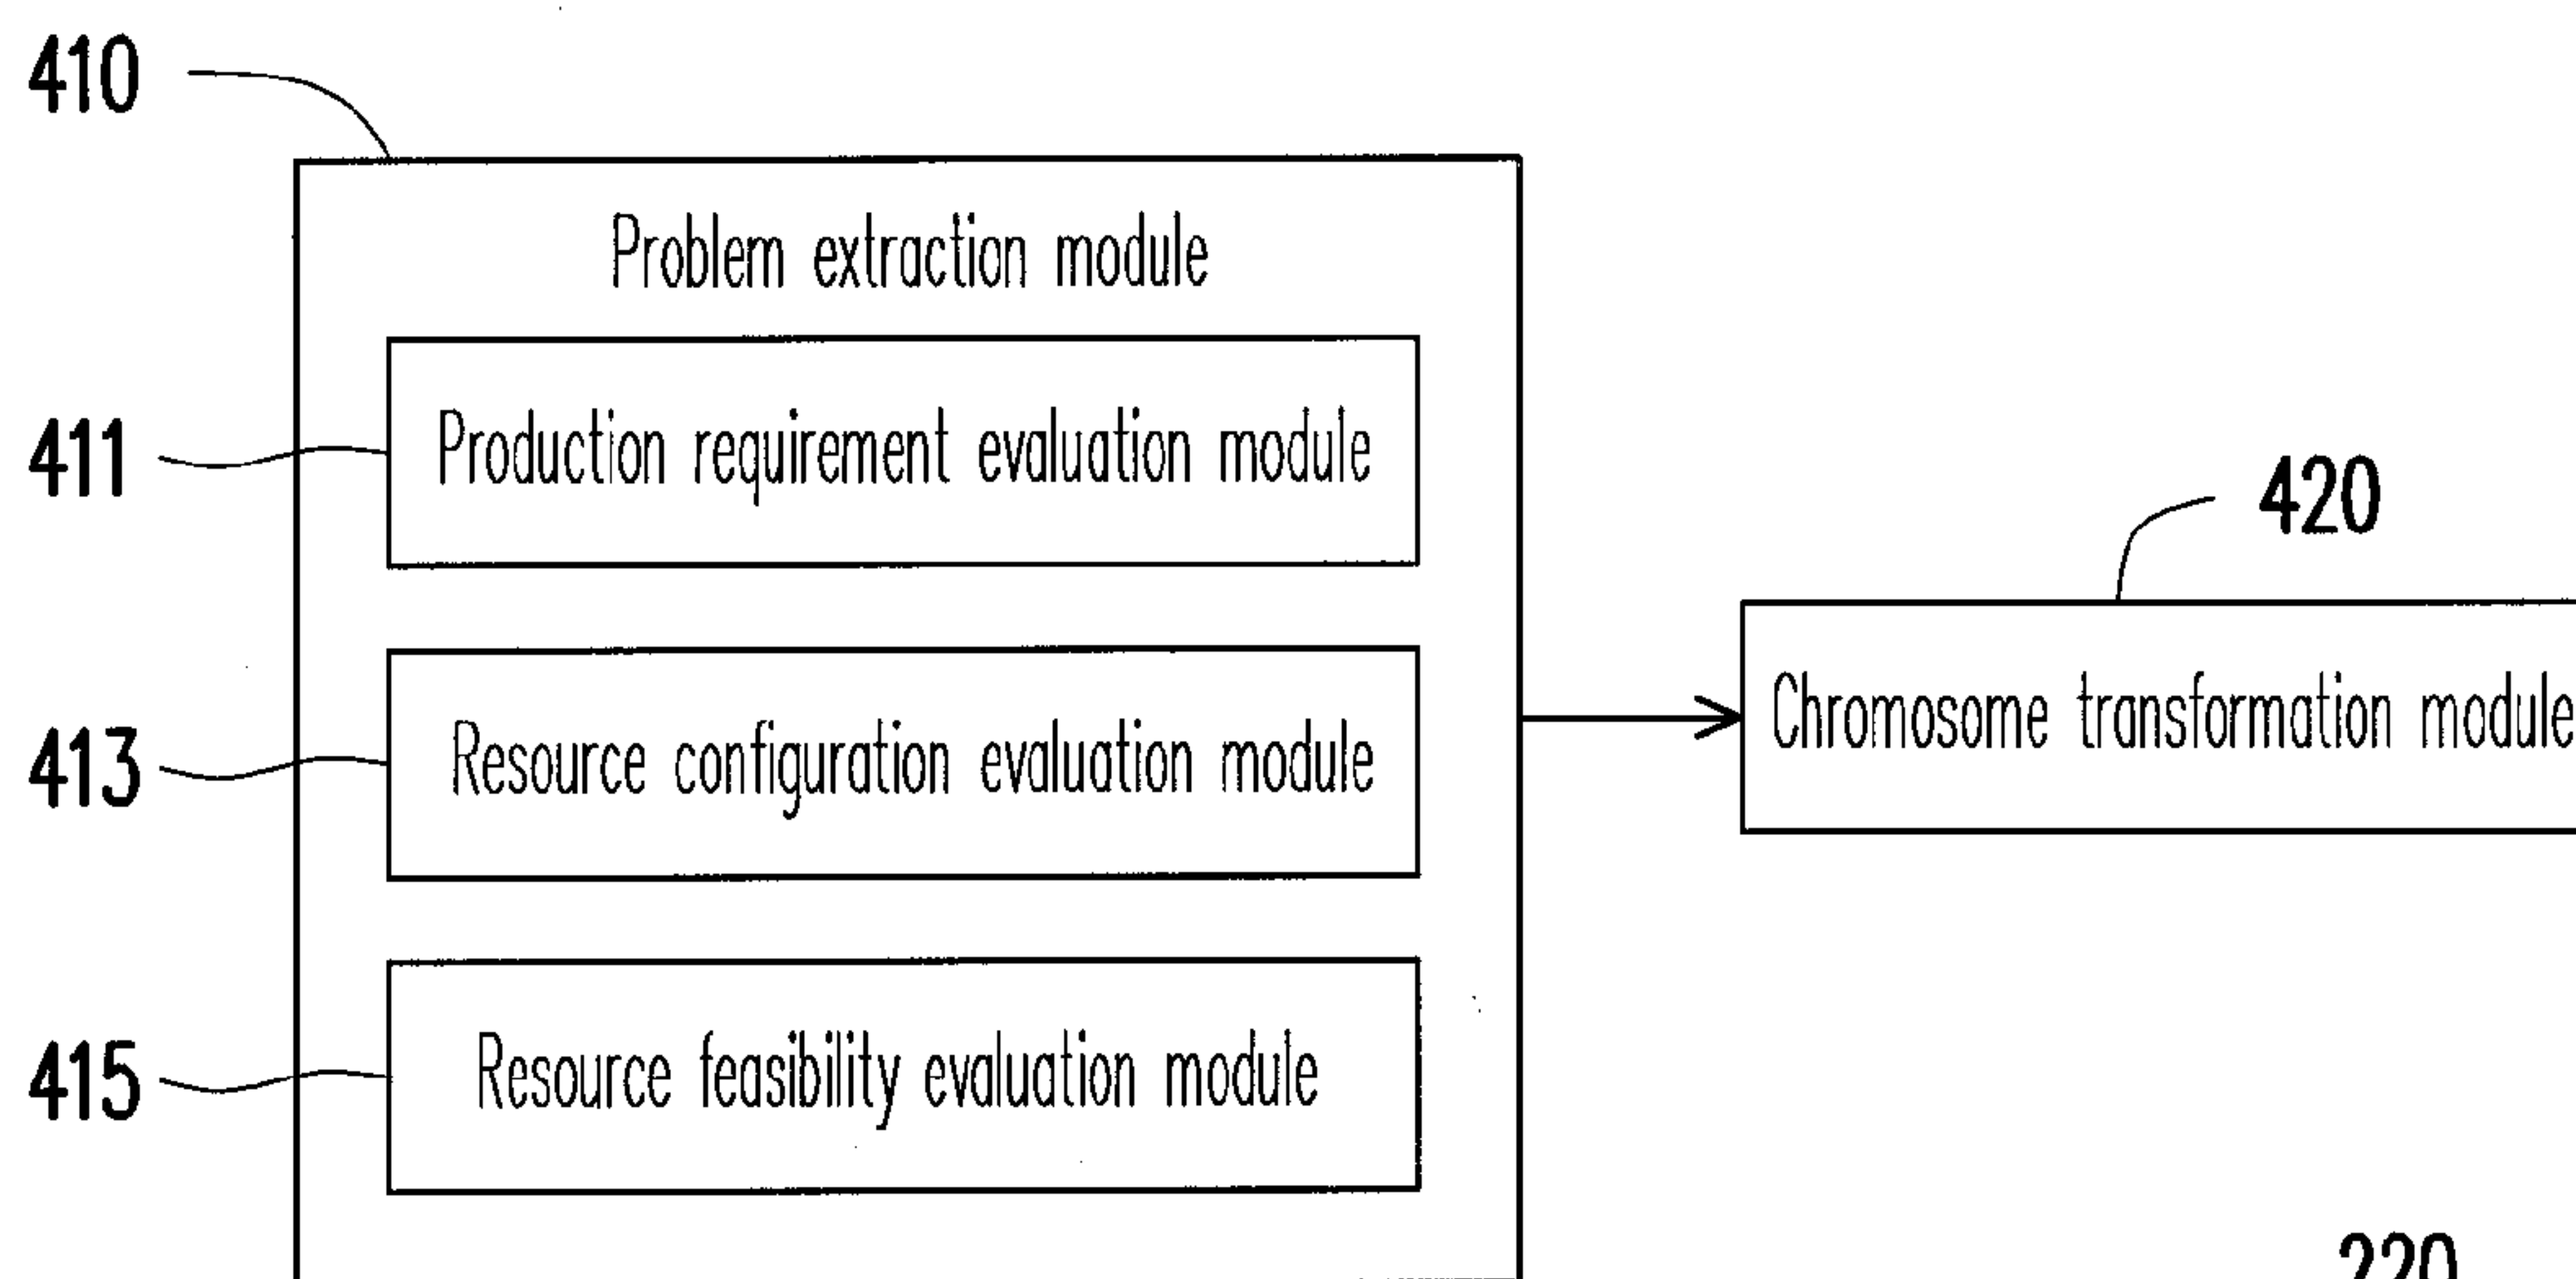 410
Problem extraction module
411
Production requirement evaluation module
420
413
Resource configuration evaluation module
Chromosome transformation module
415
Resource feasibility evaluation module
220